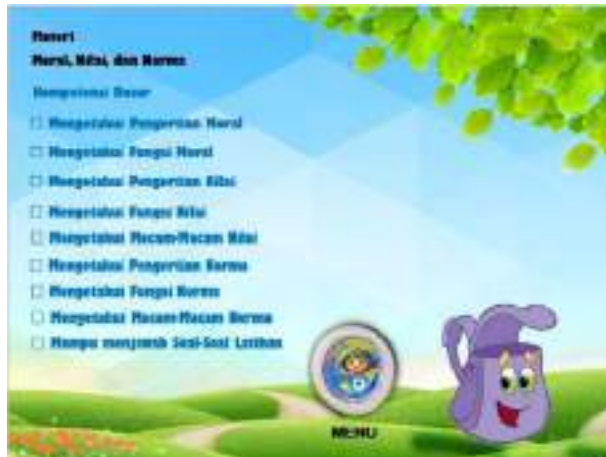 Materi
Moral, Nilai, dan Norma
Kompetensi Dasar
□ Mengetahui Pengertian Moral
□ Mengetahui Fungsi Moral
□ Mengetahui Pengertian Nilai
□ Mengetahui Fungsi Nilai
□ Mengetahui Macam-Macam Nilai
□ Mengetahui Pengertian Norma
□ Mengetahui Fungsi Norma
□ Mengetahui Macam-Macam Norma
□ Mampu menjawab Soal-Soal Latihan
MENU